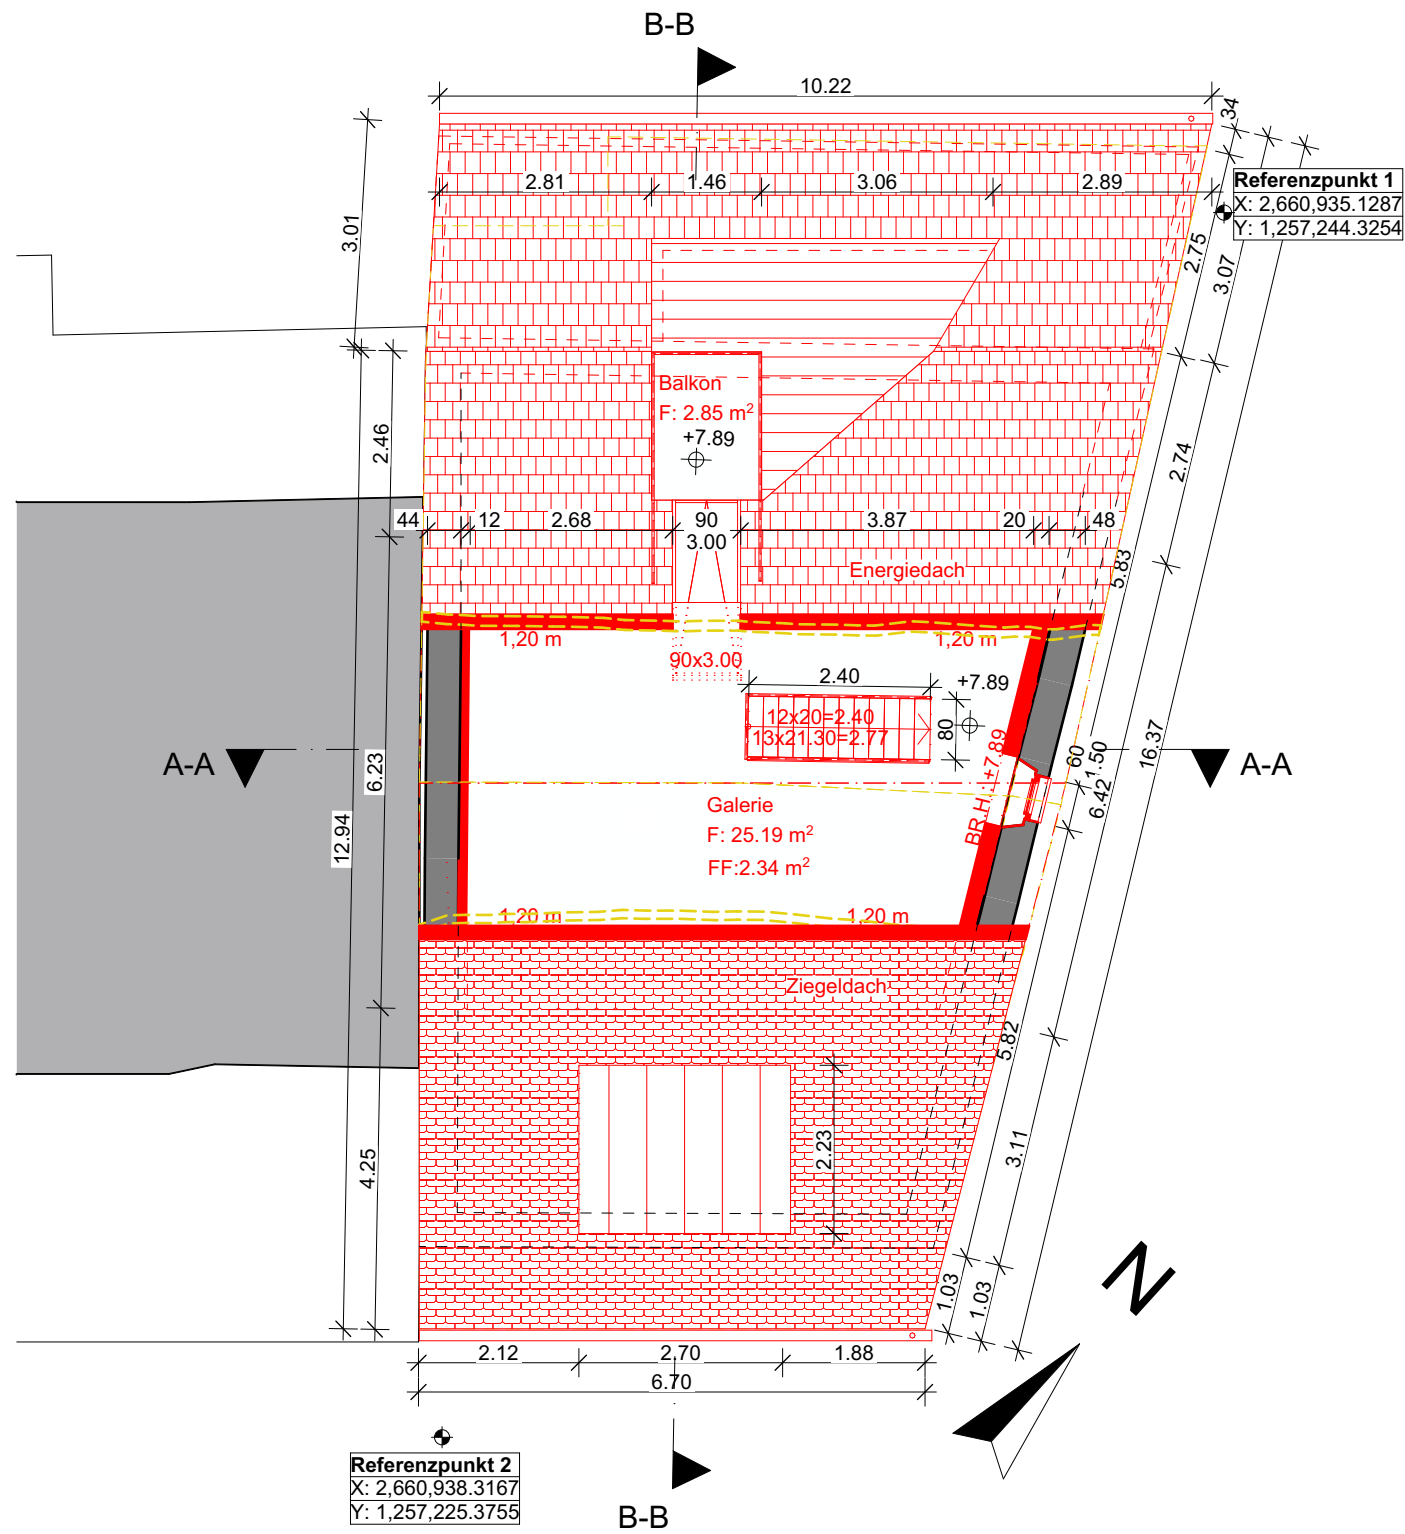 B-B
10.22
34
3.01
2.81
1.46
3.06
2.89
Referenzpunkt 1
X: 2,660,935.1287
Y: 1,257,244.3254
2.75
3.07
Balkon
F: 2.85 m²
+7.89
2.46
2.74
44
12
2.68
90
3.00
3.87
20
48
Energiedach
5.83
1,20 m
1,20 m
90x3.00
2.40
+7.89
12x20=2.40
13x21.30=2.77
80
BR.H.: +7.89
60
1.50
6.42
16.37
A-A
A-A
6.23
12.94
Galerie
F: 25.19 m²
FF:2.34 m²
1,20 m
1,20 m
Ziegeldach
5.82
3.11
2.23
4.25
1.03
1.03
N
2.12
2.70
1.88
6.70
Referenzpunkt 2
X: 2,660,938.3167
Y: 1,257,225.3755
B-B